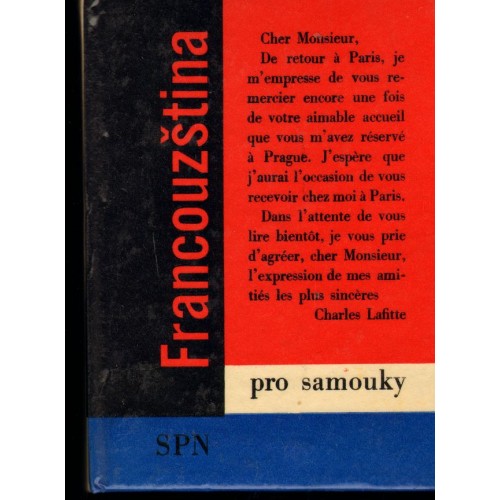 Francouzština
Cher Monsieur,
De retour à Paris, je
m'empresse de vous re-
mercier encore une fois
de votre aimable accueil
que vous m'avez réservé
à Prague. J'espère que
j'aurai l'occasion de vous
recevoir chez moi à Paris.
Dans l'attente de vous
lire bientôt, je vous prie
d'agréer, cher Monsieur,
l'expression de mes ami-
tiés les plus sincères
Charles Lafitte
pro samouky
SPN